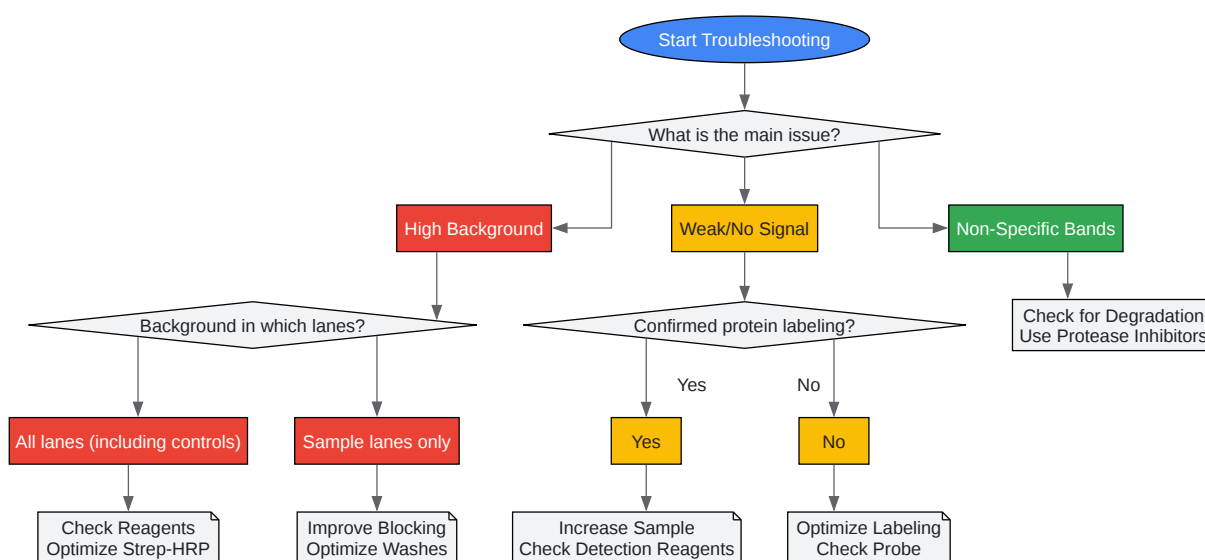 Start Troubleshooting
What is the main issue?
High Background
Weak/No Signal
Non-Specific Bands
Background in which lanes?
Confirmed protein labeling?
Check for Degradation
Use Protease Inhibitors
Yes
No
All lanes (including controls)
Sample lanes only
Yes
No
Check Reagents
Optimize Strep-HRP
Improve Blocking
Optimize Washes
Increase Sample
Check Detection Reagents
Optimize Labeling
Check Probe